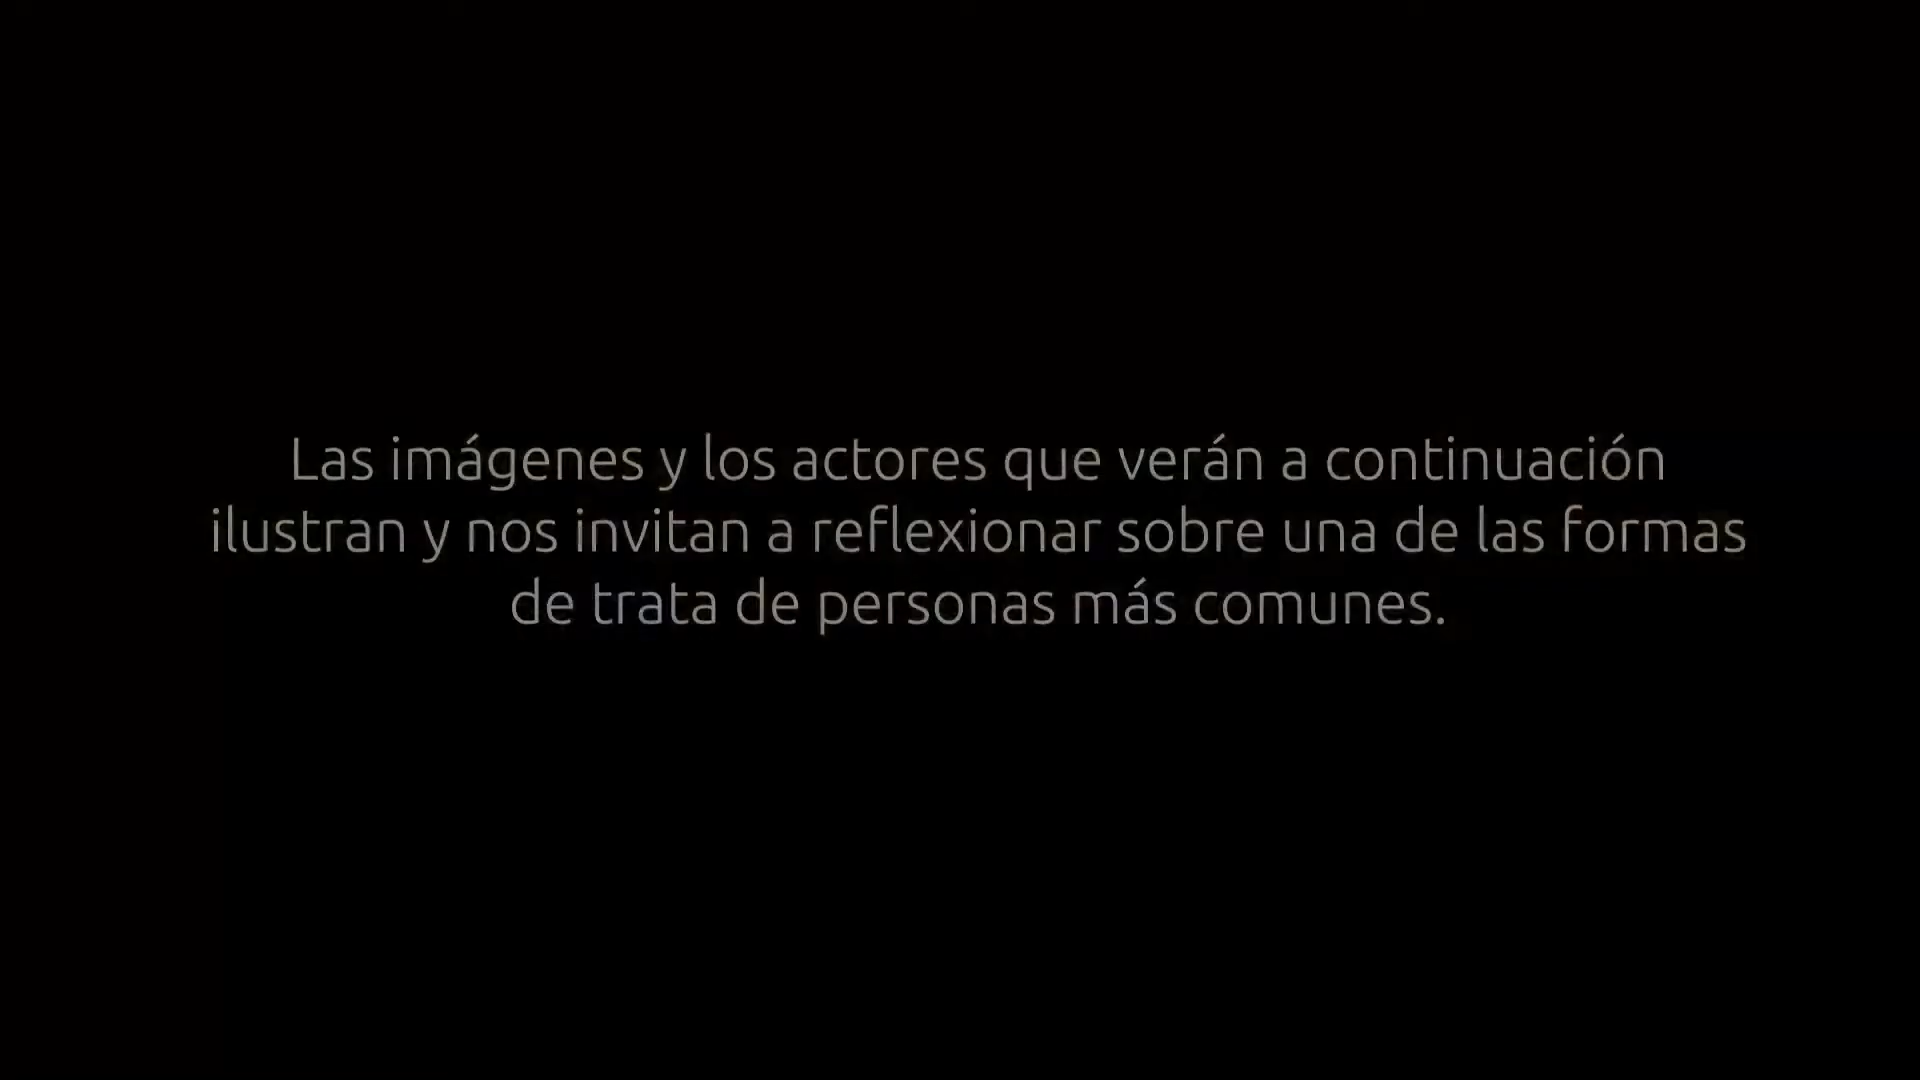 Las imágenes y los actores que verán a continuación
ilustran y nos invitan a reflexionar sobre una de las formas
de trata de personas más comunes.